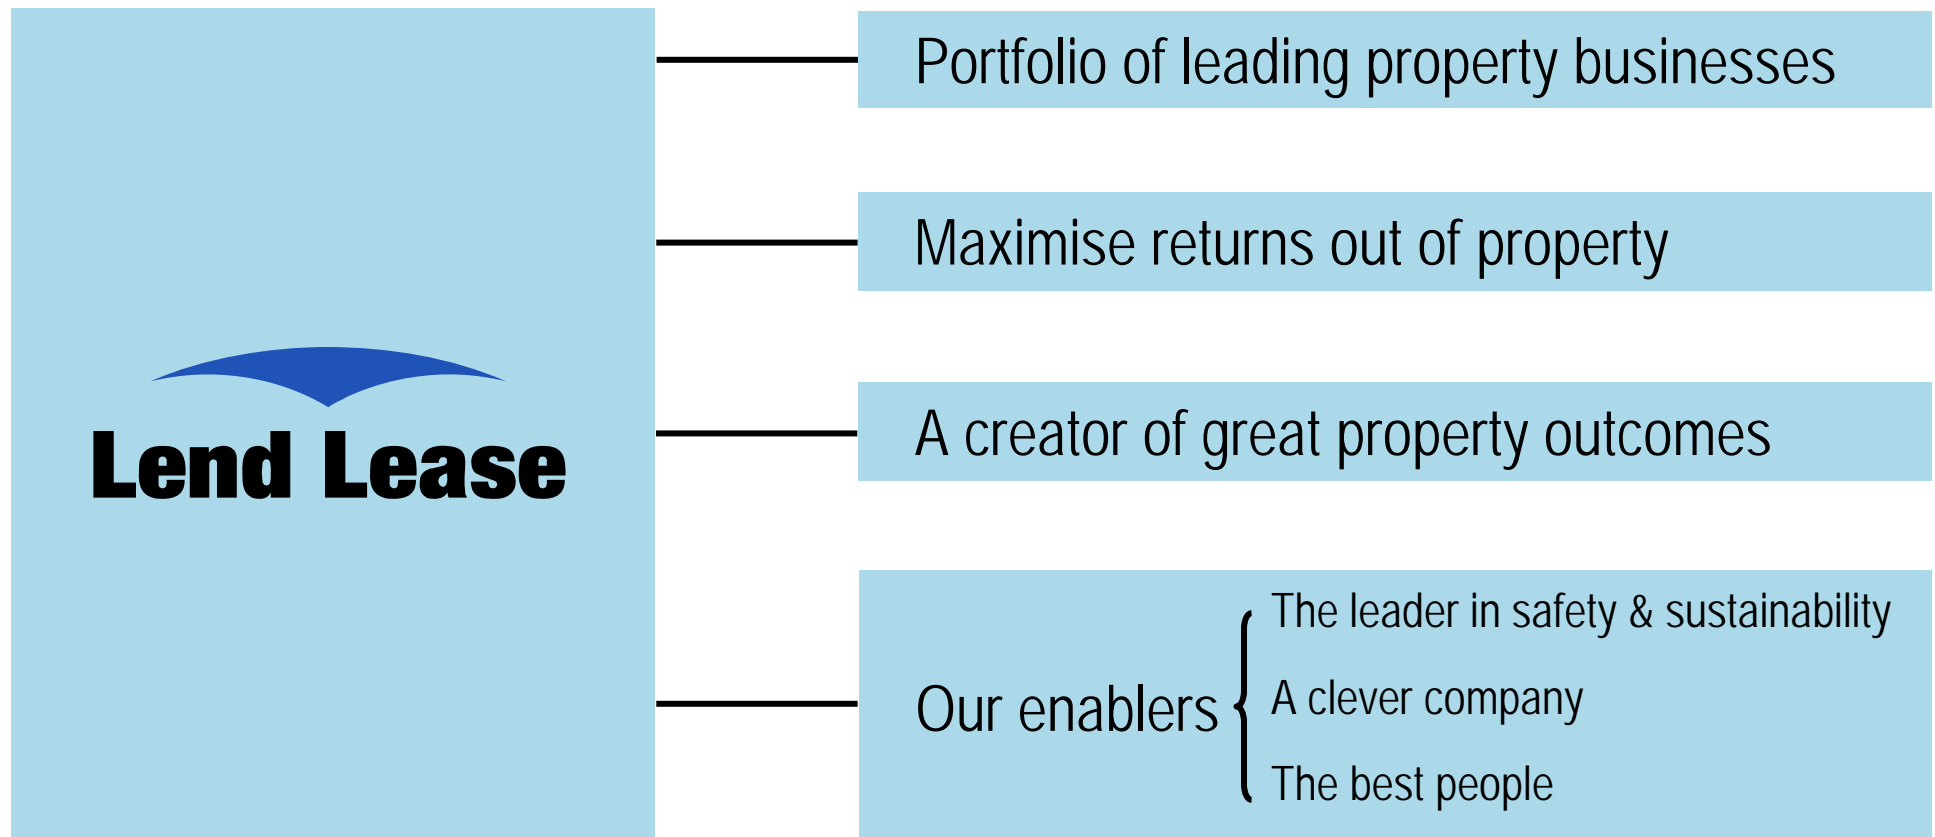 Lend Lease
Portfolio of leading property businesses
Maximise returns out of property
A creator of great property outcomes
Our enablers
The leader in safety & sustainability
A clever company
The best people